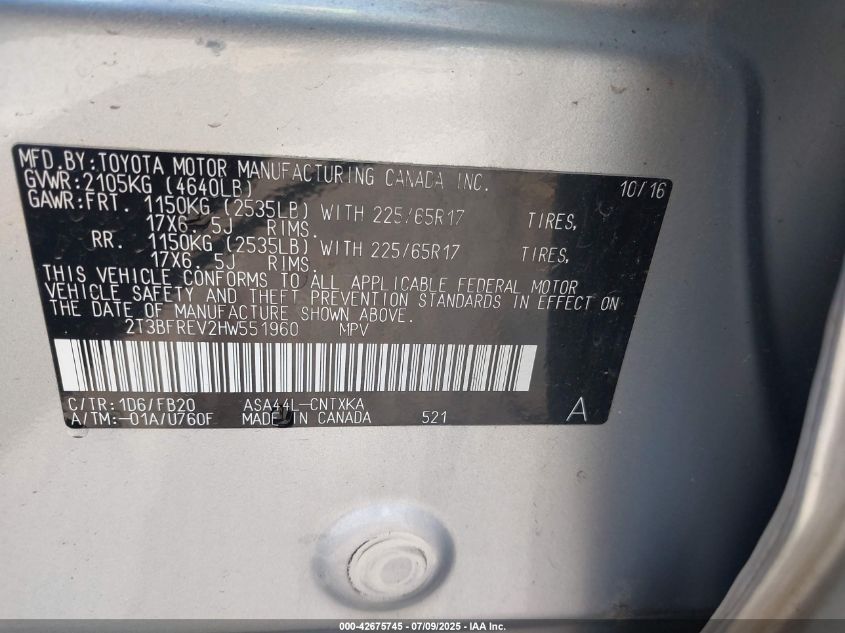 MFD.BY:TOYOTA MOTOR MANUFACTURING CANADA INC. 10/16
GVWR:2105KG (4640LB)
GAWR:FRT. 1150KG (2535LB) WITH 225/65R17 TIRES,
17X6.5J RIMS.
RR. 1150KG (2535LB) WITH 225/65R17 TIRES,
17X6.5J RIMS.
THIS VEHICLE CONFORMS TO ALL APPLICABLE FEDERAL MOTOR
VEHICLE SAFETY AND THEFT PREVENTION STANDARDS IN EFFECT ON
THE DATE OF MANUFACTURE SHOWN ABOVE.
2T3BFREV2HW551960 MPV
C/TR:1D6/FB20 ASA44L-CNTXKA
A/TM:-01A/U760F MADE IN CANADA 521 A
000-42675745 - 07/09/2025 - IAA Inc.